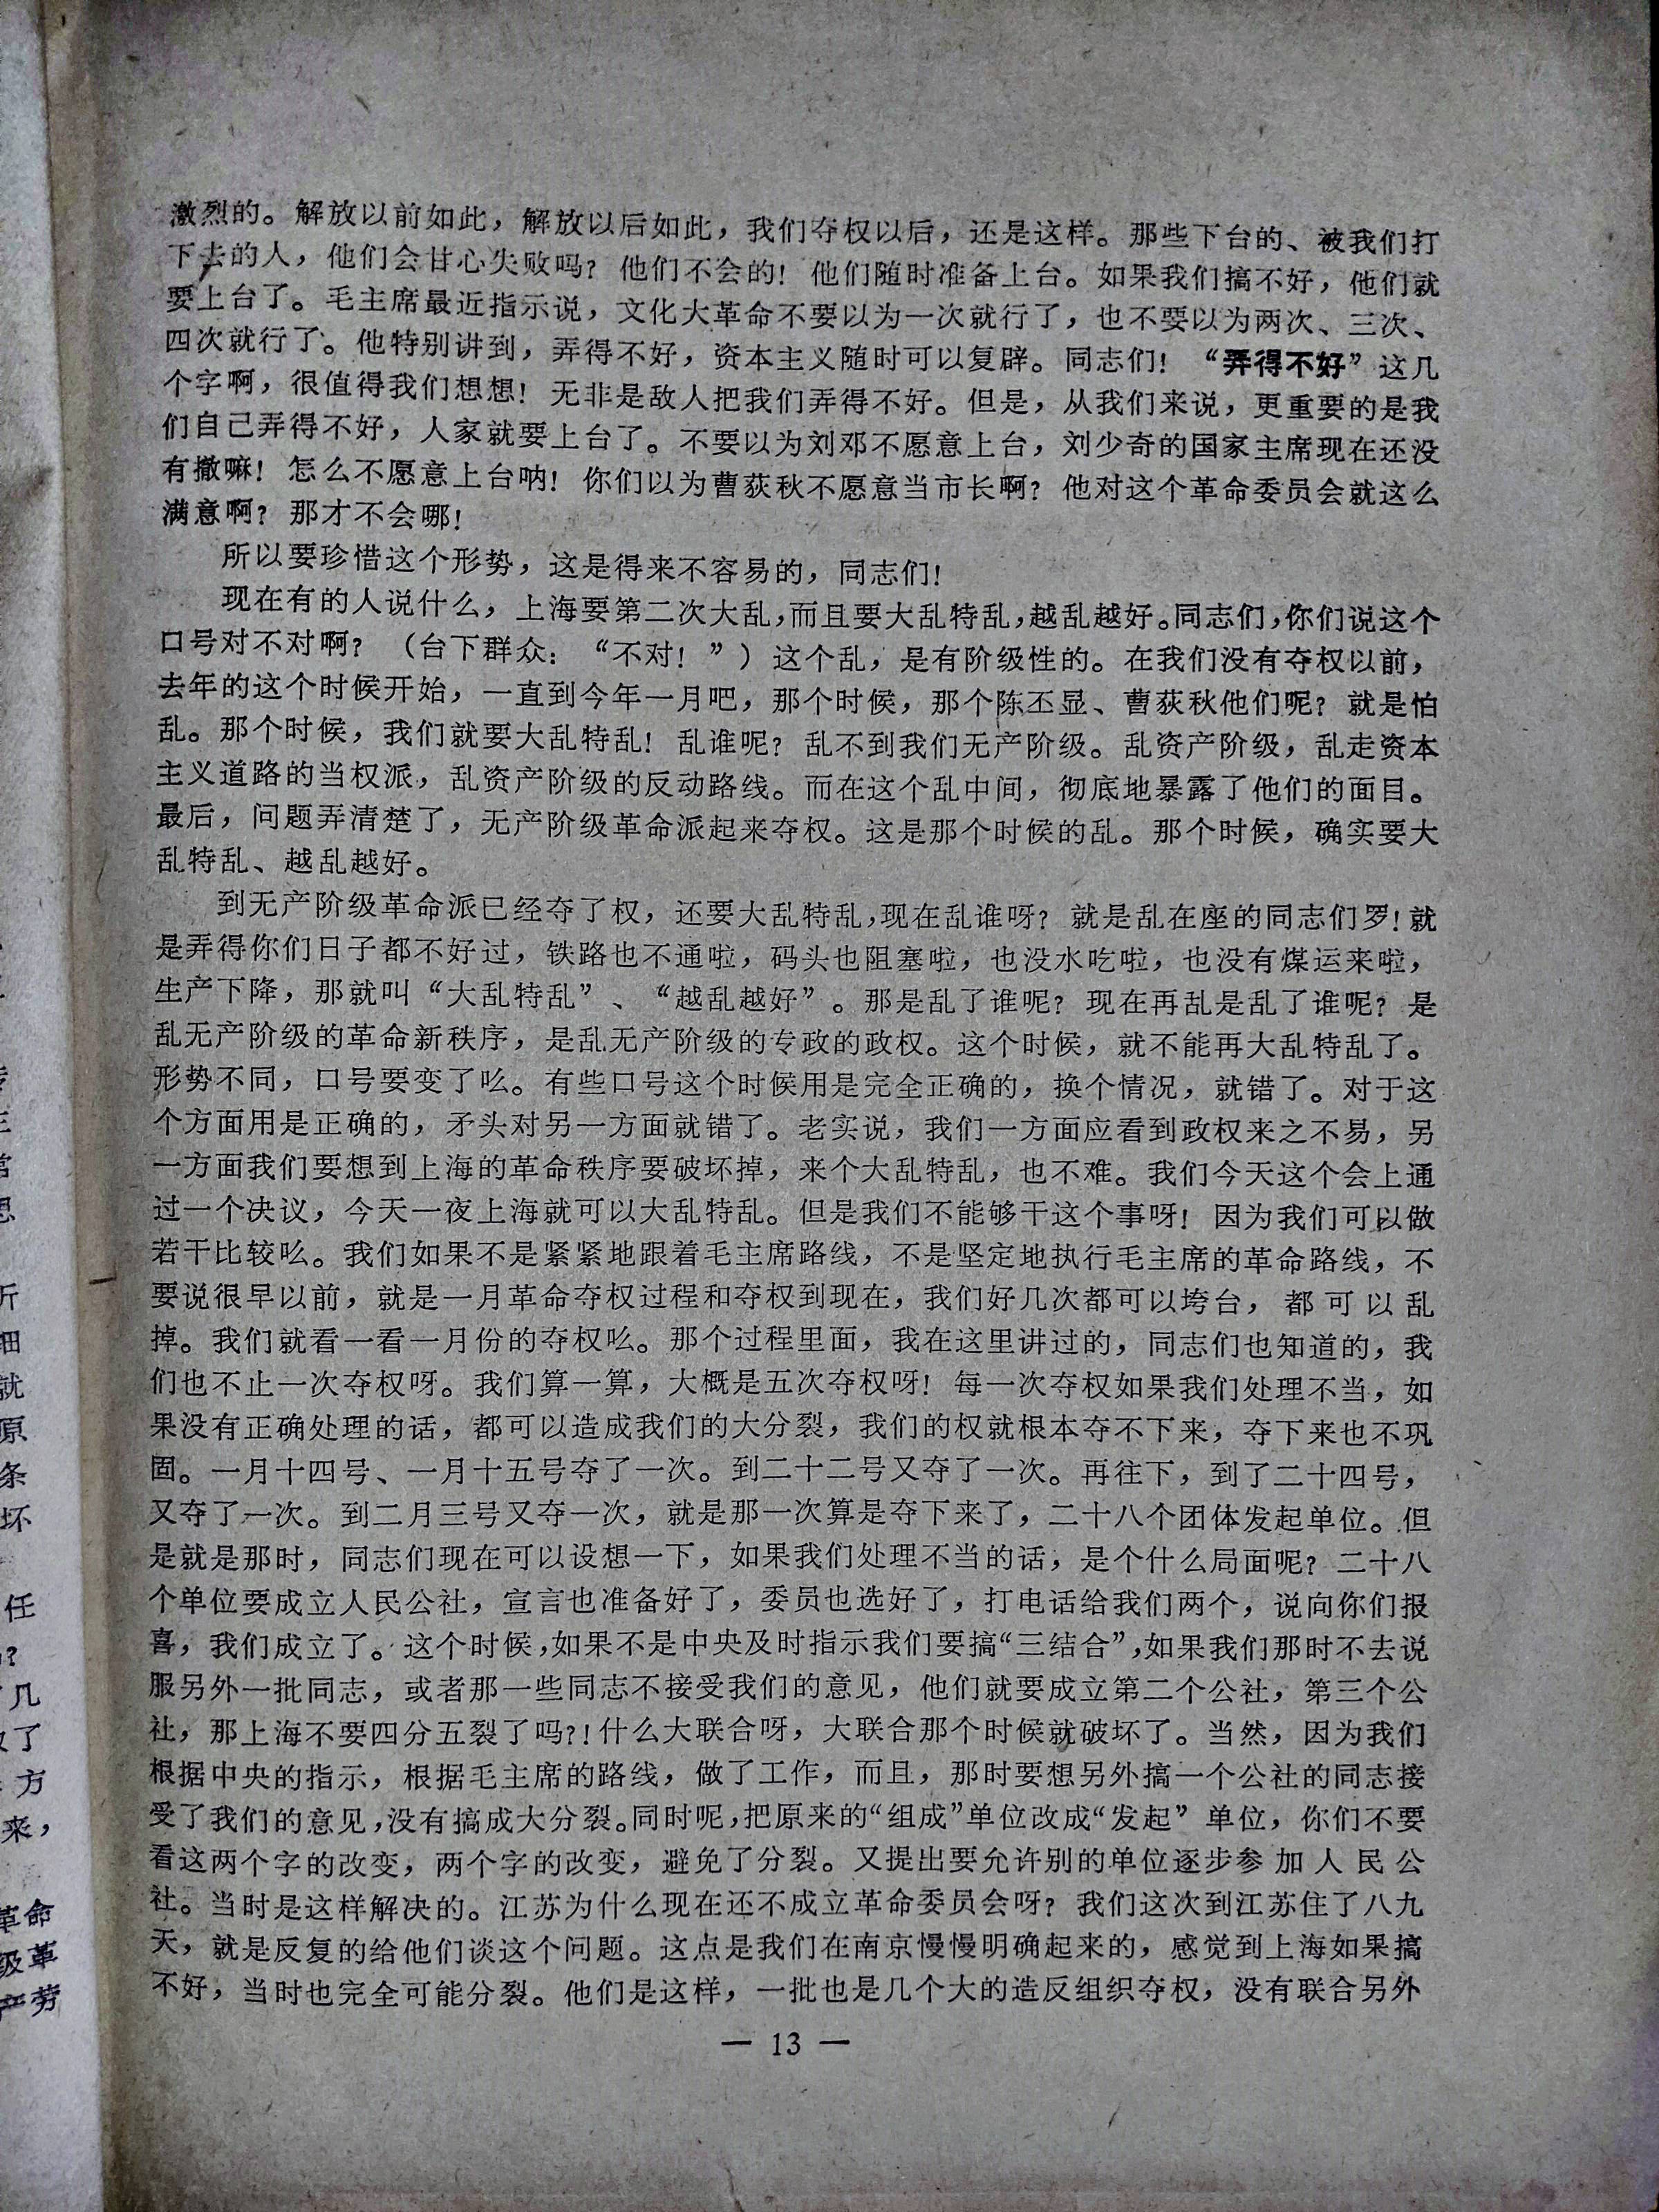 激烈的。解放以前如此，解放以后如此，我们夺权以后，还是这样。那些下台的、被我们打
下去的人，他们会甘心失败吗？他们不会的！他们随时准备上台。如果我们搞不好，他们就
要上台了。毛主席最近指示说，文化大革命不要以为一次就行了，也不要以为两次、三次、
四次就行了。他特别讲到，弄得不好，资本主义随时可以复辟。同志们！“弄得不好”这几
个字啊，很值得我们想想！无非是敌人把我们弄得不好。但是，从我们来说，更重要的是我
们自己弄得不好，人家就要上台了。不要以为刘邓不愿意上台，刘少奇的国家主席现在还没
有撤嘛！怎么不愿意上台呐！你们以为曹荻秋不愿意当市长啊？他对这个革命委员会就这么
满意啊？那才不会哪！
所以要珍惜这个形势，这是得来不容易的，同志们！
现在有的人说什么，上海要第二次大乱，而且要大乱特乱，越乱越好。同志们，你们说这个
口号对不对啊？（台下群众：“不对！”）这个乱，是有阶级性的。在我们没有夺权以前，
去年的这个时候开始，一直到今年一月吧，那个时候，那个陈丕显、曹荻秋他们呢？就是怕
乱。那个时候，我们就要大乱特乱！乱谁呢？乱不到我们无产阶级。乱资产阶级，乱走资本
主义道路的当权派，乱资产阶级的反动路线。而在这个乱中间，彻底地暴露了他们的面目。
最后，问题弄清楚了，无产阶级革命派起来夺权。这是那个时候的乱。那个时候，确实要大
乱特乱、越乱越好。
到无产阶级革命派已经夺了权，还要大乱特乱，现在乱谁呀？就是乱在座的同志们罗！就
是弄得你们日子都不好过，铁路也不通啦，码头也阻塞啦，也没水吃啦，也没有煤运来啦，
生产下降，那就叫“大乱特乱”、“越乱越好”。那是乱了谁呢？现在再乱是乱了谁呢？是
乱无产阶级的革命新秩序，是乱无产阶级的专政的政权。这个时候，就不能再大乱特乱了。
形势不同，口号要变了吆。有些口号这个时候用是完全正确的，换个情况，就错了。对于这
个方面用是正确的，矛头对另一方面就错了。老实说，我们一方面应看到政权来之不易，另
一方面我们要想到上海的革命秩序要破坏掉，来个大乱特乱，也不难。我们今天这个会上通
过一个决议，今天一夜上海就可以大乱特乱。但是我们不能够干这个事呀！因为我们可以做
若干比较吆。我们如果不是紧紧地跟着毛主席路线，不是坚定地执行毛主席的革命路线，不
要说很早以前，就是一月革命夺权过程和夺权到现在，我们好几次都可以垮台，都可以乱
掉。我们就看一看一月份的夺权吆。那个过程里面，我在这里讲过的，同志们也知道的，我
们也不止一次夺权呀。我们算一算，大概是五次夺权呀！每一次夺权如果我们处理不当，如
果没有正确处理的话，都可以造成我们的大分裂，我们的权就根本夺不下来，夺下来也不巩
固。一月十四号、一月十五号夺了一次。到二十二号又夺了一次。再往下，到了二十四号，
又夺了一次。到二月三号又夺一次，就是那一次算是夺下来了，二十八个团体发起单位。但
是就是那时，同志们现在可以设想一下，如果我们处理不当的话，是个什么局面呢？二十八
个单位要成立人民公社，宣言也准备好了，委员也选好了，打电话给我们两个，说向你们报
喜，我们成立了。这个时候，如果不是中央及时指示我们要搞“三结合”，如果我们那时不去说
服另外一批同志，或者那一些同志不接受我们的意见，他们就要成立第二个公社，第三个公
社，那上海不要四分五裂了吗？！什么大联合呀，大联合那个时候就破坏了。当然，因为我们
根据中央的指示，根据毛主席的路线，做了工作，而且，那时要想另外搞一个公社的同志接
受了我们的意见，没有搞成大分裂。同时呢，把原来的“组成”单位改成“发起”单位，你们不要
看这两个字的改变，两个字的改变，避免了分裂。又提出要允许别的单位逐步参加人民公
社。当时是这样解决的。江苏为什么现在还不成立革命委员会呀？我们这次到江苏住了八九
天，就是反复的给他们谈这个问题。这点是我们在南京慢慢明确起来的，感觉到上海如果搞
不好，当时也完全可能分裂。他们是这样，一批也是几个大的造反组织夺权，没有联合另外
— 13 —